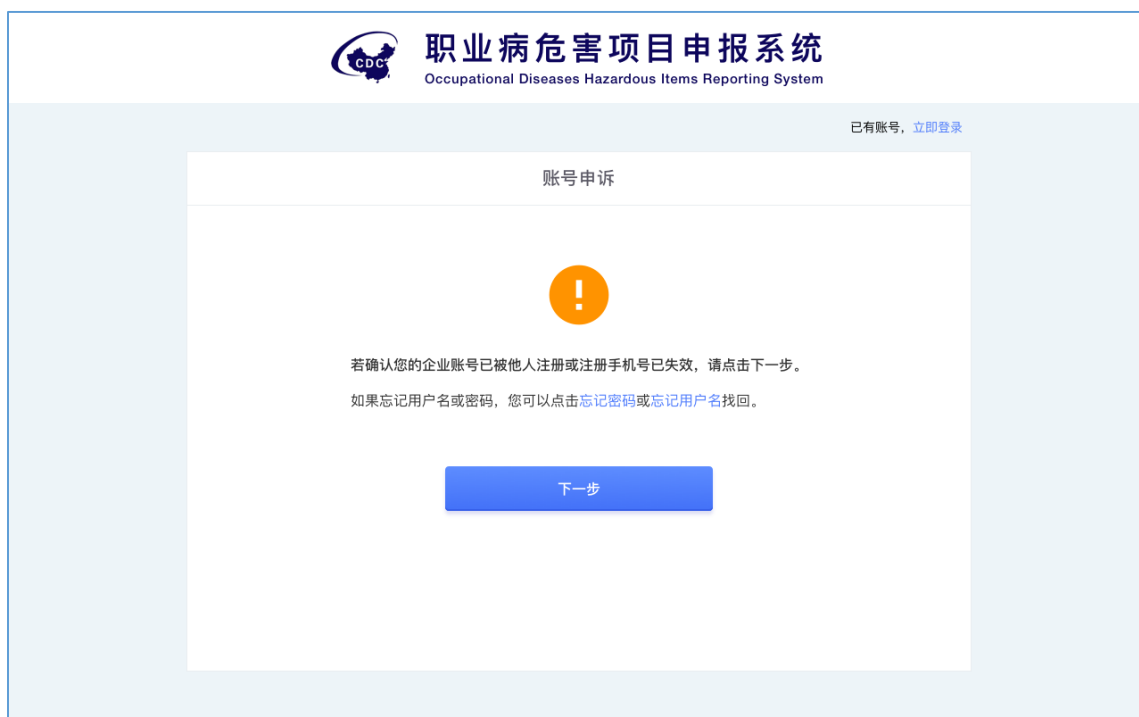 CDC
职业病危害项目申报系统
Occupational Diseases Hazardous Items Reporting System
已有账号，立即登录
账号申诉
若确认您的企业账号已被他人注册或注册手机号已失效，请点击下一步。
如果忘记用户名或密码，您可以点击忘记密码或忘记用户名找回。
下一步